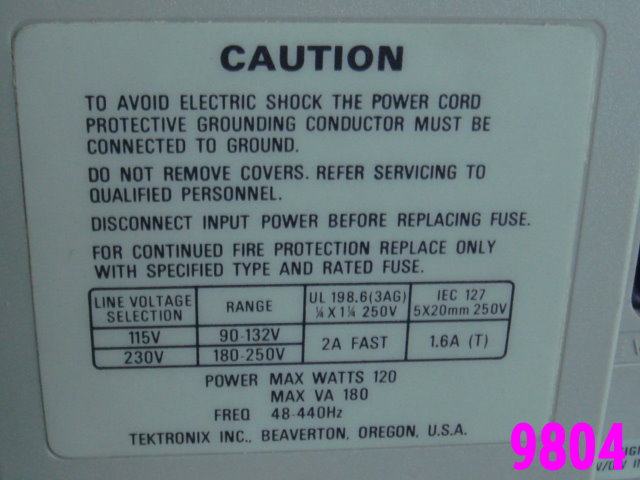 CAUTION
TO AVOID ELECTRIC SHOCK THE POWER CORD
PROTECTIVE GROUNDING CONDUCTOR MUST BE
CONNECTED TO GROUND.
DO NOT REMOVE COVERS. REFER SERVICING TO
QUALIFIED PERSONNEL.
DISCONNECT INPUT POWER BEFORE REPLACING FUSE.
FOR CONTINUED FIRE PROTECTION REPLACE ONLY
WITH SPECIFIED TYPE AND RATED FUSE.
LINE VOLTAGE SELECTION RANGE UL 198.6(3AG) ¼ X 1¼ 250V IEC 127 5X20mm 250V
115V 90-132V 2A FAST 1.6A (T)
230V 180-250V
POWER MAX WATTS 120
MAX VA 180
FREQ 48-440Hz
TEKTRONIX INC., BEAVERTON, OREGON, U.S.A.
9804